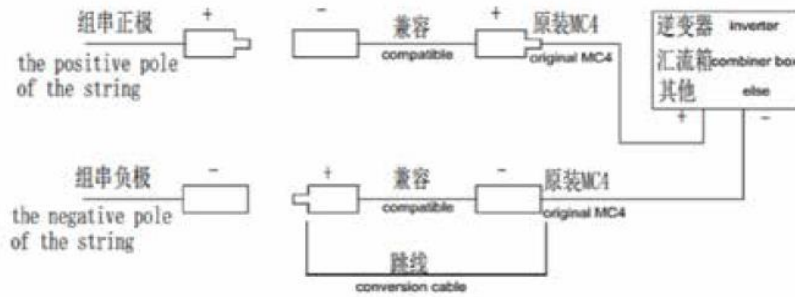 组串正极
+
-
兼容
+
原装MC4
逆变器 inverter
the positive pole
of the string
compatible
original MC4
汇流箱combiner box
其他 else
+
-
组串负极
-
+
兼容
-
原装MC4
the negative pole
of the string
compatible
original MC4
跳线
conversion cable